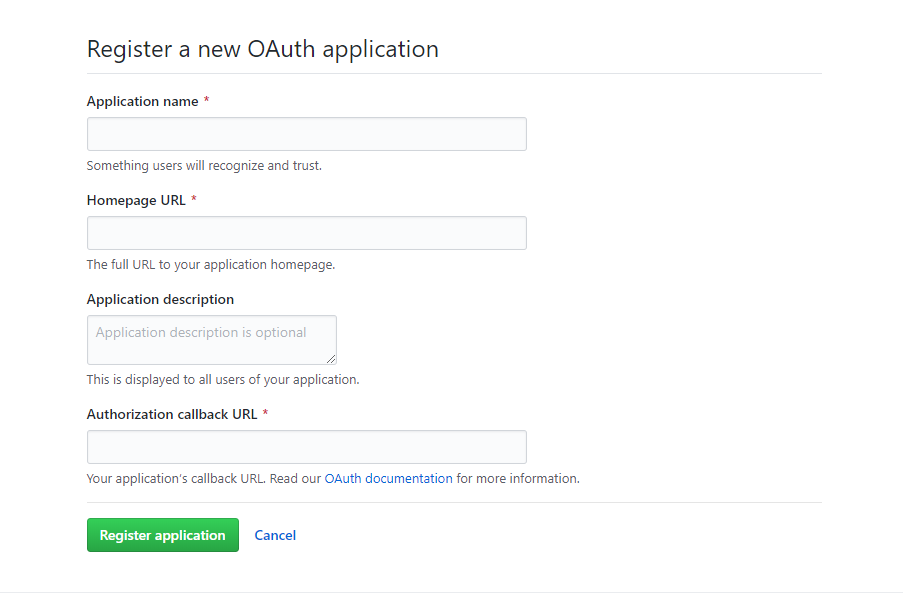 Register a new OAuth application
Application name *
Something users will recognize and trust.
Homepage URL *
The full URL to your application homepage.
Application description
Application description is optional
This is displayed to all users of your application.
Authorization callback URL *
Your application's callback URL. Read our OAuth documentation for more information.
Register application Cancel